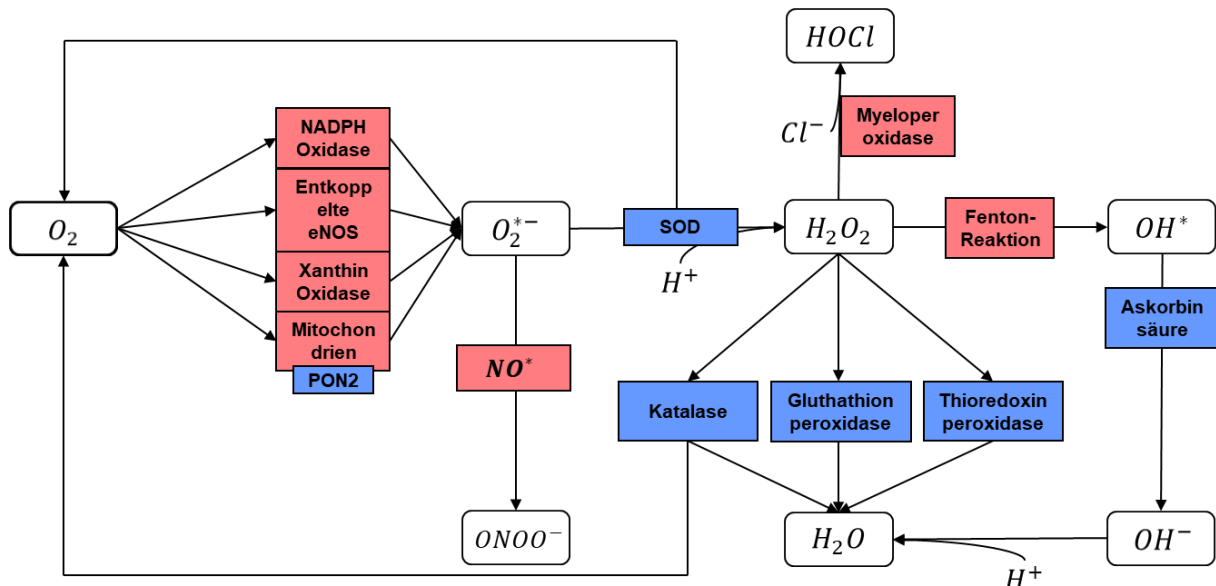 HOCl
NADPH
Oxidase
Myeloper
oxidase
Cl⁻
Entkopp
elte
eNOS
O₂
O₂*⁻
SOD
H₂O₂
Fenton-
Reaktion
OH*
Xanthin
Oxidase
H⁺
Mitochon
drien
PON2
Askorbin
säure
NO*
Katalase
Gluthathion
peroxidase
Thioredoxin
peroxidase
ONOO⁻
H₂O
OH⁻
H⁺